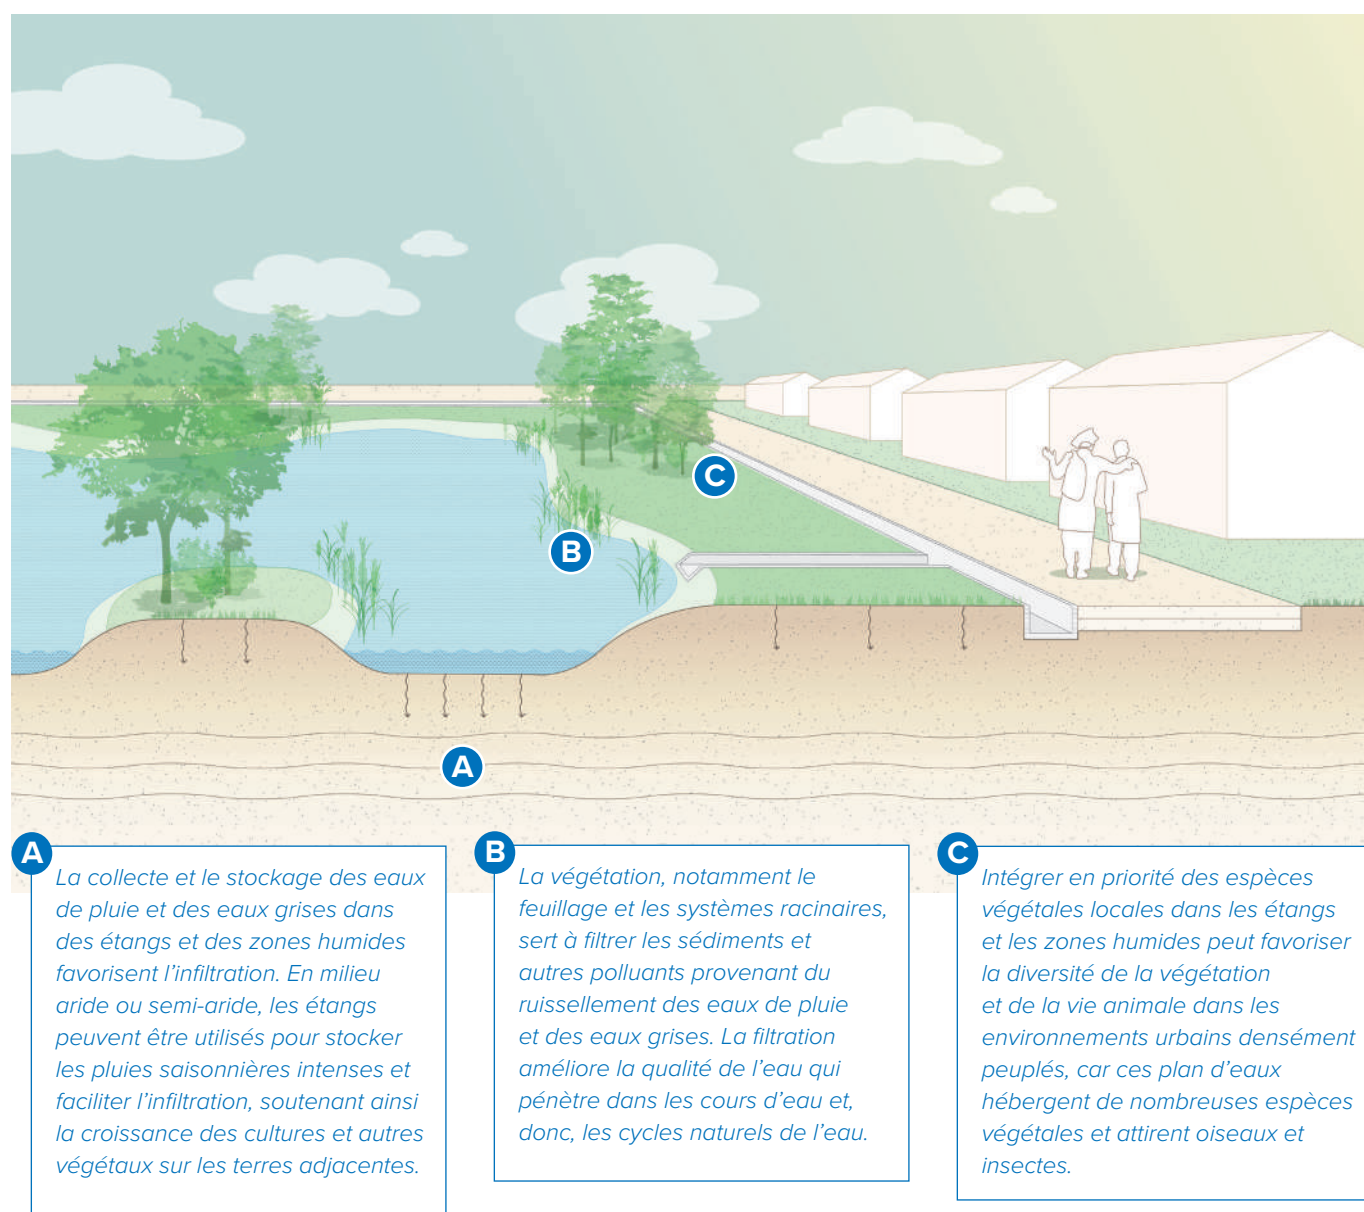 C
B
A
A
La collecte et le stockage des eaux
de pluie et des eaux grises dans
des étangs et des zones humides
favorisent l’infiltration. En milieu
aride ou semi-aride, les étangs
peuvent être utilisés pour stocker
les pluies saisonnières intenses et
faciliter l’infiltration, soutenant ainsi
la croissance des cultures et autres
végétaux sur les terres adjacentes.
B
La végétation, notamment le
feuillage et les systèmes racinaires,
sert à filtrer les sédiments et
autres polluants provenant du
ruissellement des eaux de pluie
et des eaux grises. La filtration
améliore la qualité de l’eau qui
pénètre dans les cours d’eau et,
donc, les cycles naturels de l’eau.
C
Intégrer en priorité des espèces
végétales locales dans les étangs
et les zones humides peut favoriser
la diversité de la végétation
et de la vie animale dans les
environnements urbains densément
peuplés, car ces plan d’eaux
hébergent de nombreuses espèces
végétales et attirent oiseaux et
insectes.